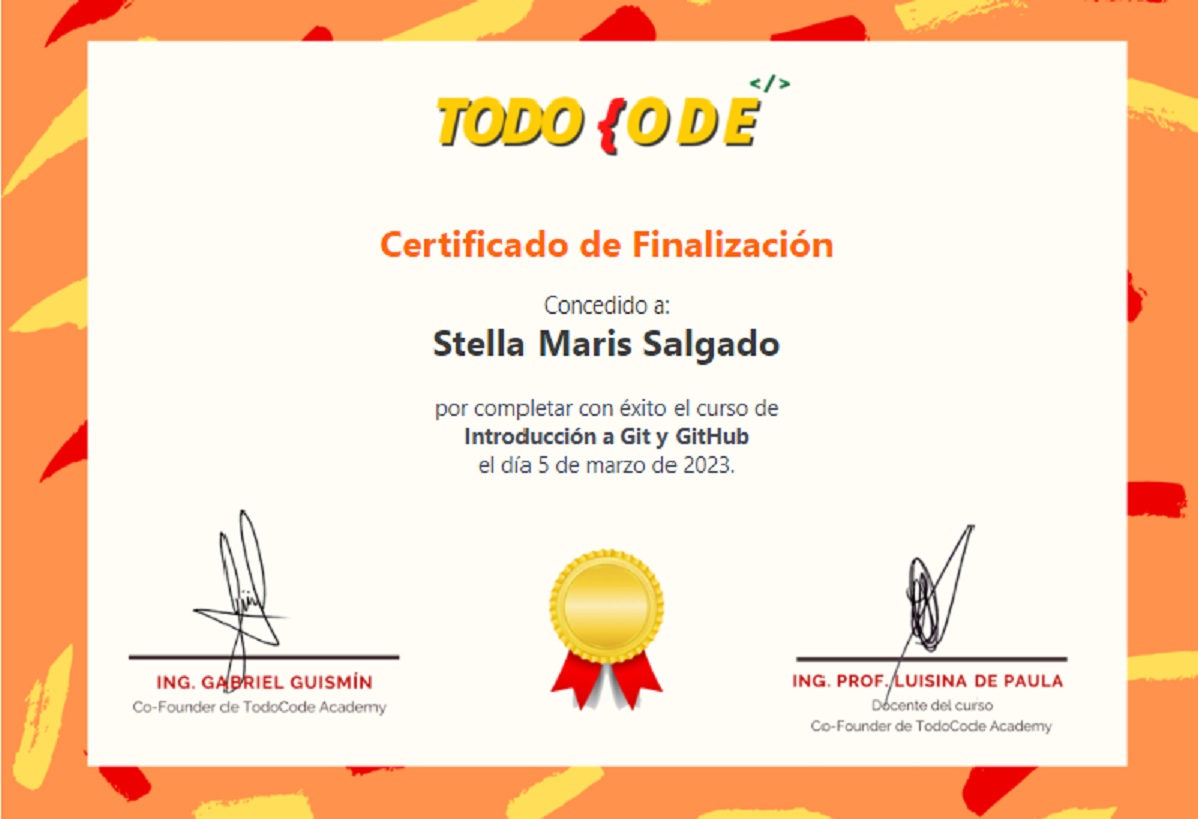 </>
TODO {ODE
Certificado de Finalización
Concedido a:
Stella Maris Salgado
por completar con éxito el curso de
Introducción a Git y GitHub
el día 5 de marzo de 2023.
ING. GABRIEL GUISMÍN
Co-Founder de TodoCode Academy
ING. PROF. LUISINA DE PAULA
Docente del curso
Co-Founder de TodoCode Academy